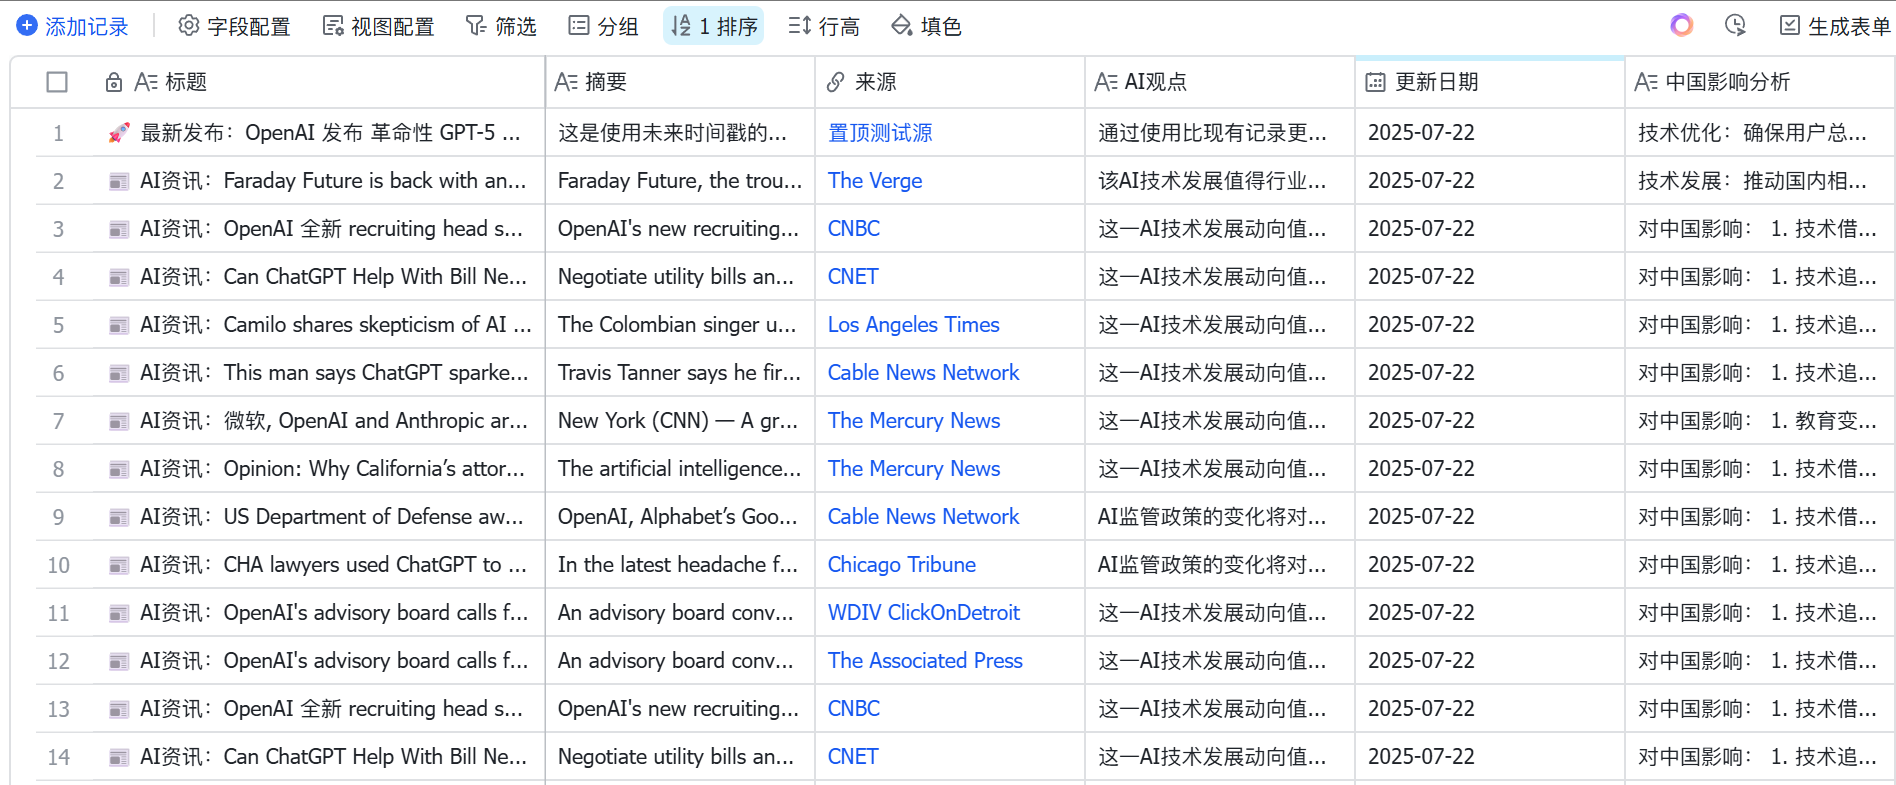 添加记录 字段配置 视图配置 筛选 分组 1 排序 行高 填色 生成表单
标题 摘要 来源 AI观点 更新日期 中国影响分析
1 🚀 最新发布：OpenAI 发布 革命性 GPT-5 ... 这是使用未来时间戳的... 置顶测试源 通过使用比现有记录更... 2025-07-22 技术优化：确保用户总...
2 📰 AI资讯：Faraday Future is back with an... Faraday Future, the trou... The Verge 该AI技术发展值得行业... 2025-07-22 技术发展：推动国内相...
3 📰 AI资讯：OpenAI 全新 recruiting head s... OpenAI's new recruiting... CNBC 这一AI技术发展动向值... 2025-07-22 对中国影响： 1. 技术借...
4 📰 AI资讯：Can ChatGPT Help With Bill Ne... Negotiate utility bills an... CNET 这一AI技术发展动向值... 2025-07-22 对中国影响： 1. 技术追...
5 📰 AI资讯：Camilo shares skepticism of AI ... The Colombian singer u... Los Angeles Times 这一AI技术发展动向值... 2025-07-22 对中国影响： 1. 技术追...
6 📰 AI资讯：This man says ChatGPT sparke... Travis Tanner says he fir... Cable News Network 这一AI技术发展动向值... 2025-07-22 对中国影响： 1. 技术追...
7 📰 AI资讯：微软, OpenAI and Anthropic ar... New York (CNN) — A gr... The Mercury News 这一AI技术发展动向值... 2025-07-22 对中国影响： 1. 教育变...
8 📰 AI资讯：Opinion: Why California’s attor... The artificial intelligence... The Mercury News 这一AI技术发展动向值... 2025-07-22 对中国影响： 1. 技术借...
9 📰 AI资讯：US Department of Defense aw... OpenAI, Alphabet’s Goo... Cable News Network AI监管政策的变化将对... 2025-07-22 对中国影响： 1. 技术借...
10 📰 AI资讯：CHA lawyers used ChatGPT to ... In the latest headache f... Chicago Tribune AI监管政策的变化将对... 2025-07-22 对中国影响： 1. 技术追...
11 📰 AI资讯：OpenAI's advisory board calls f... An advisory board conv... WDIV ClickOnDetroit 这一AI技术发展动向值... 2025-07-22 对中国影响： 1. 技术追...
12 📰 AI资讯：OpenAI's advisory board calls f... An advisory board conv... The Associated Press 这一AI技术发展动向值... 2025-07-22 对中国影响： 1. 技术借...
13 📰 AI资讯：OpenAI 全新 recruiting head s... OpenAI's new recruiting... CNBC 这一AI技术发展动向值... 2025-07-22 对中国影响： 1. 技术借...
14 📰 AI资讯：Can ChatGPT Help With Bill Ne... Negotiate utility bills an... CNET 这一AI技术发展动向值... 2025-07-22 对中国影响： 1. 技术追...